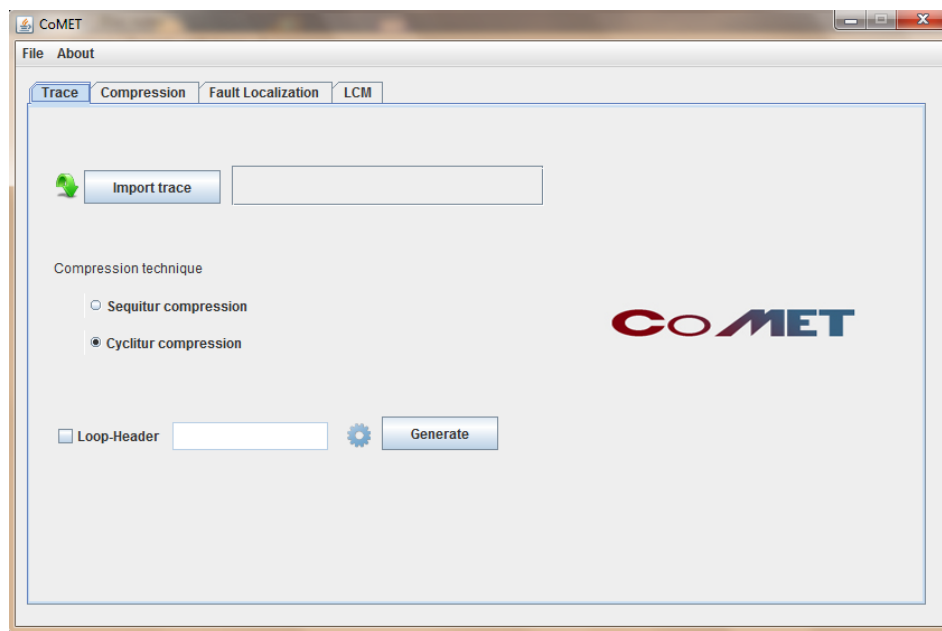 CoMET
File About
Trace Compression Fault Localization LCM
Import trace
Compression technique
Sequitur compression
Cyclitur compression
COMET
Loop-Header Generate